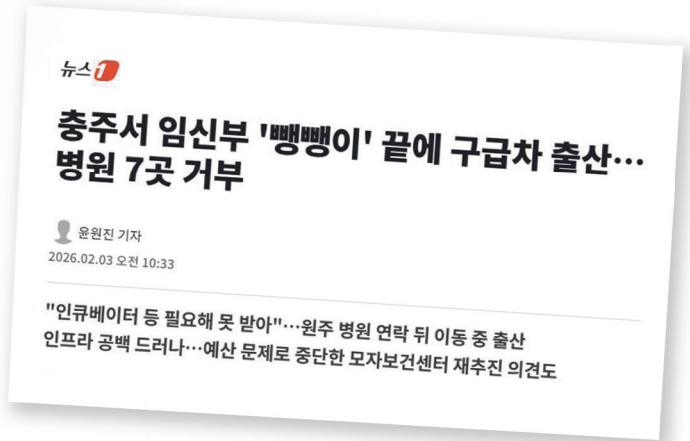 뉴스1
충주서 임신부 '뺑뺑이' 끝에 구급차 출산…
병원 7곳 거부
윤원진 기자
2026.02.03 오전 10:33
"인큐베이터 등 필요해 못 받아"…원주 병원 연락 뒤 이동 중 출산
인프라 공백 드러나…예산 문제로 중단한 모자보건센터 재추진 의견도